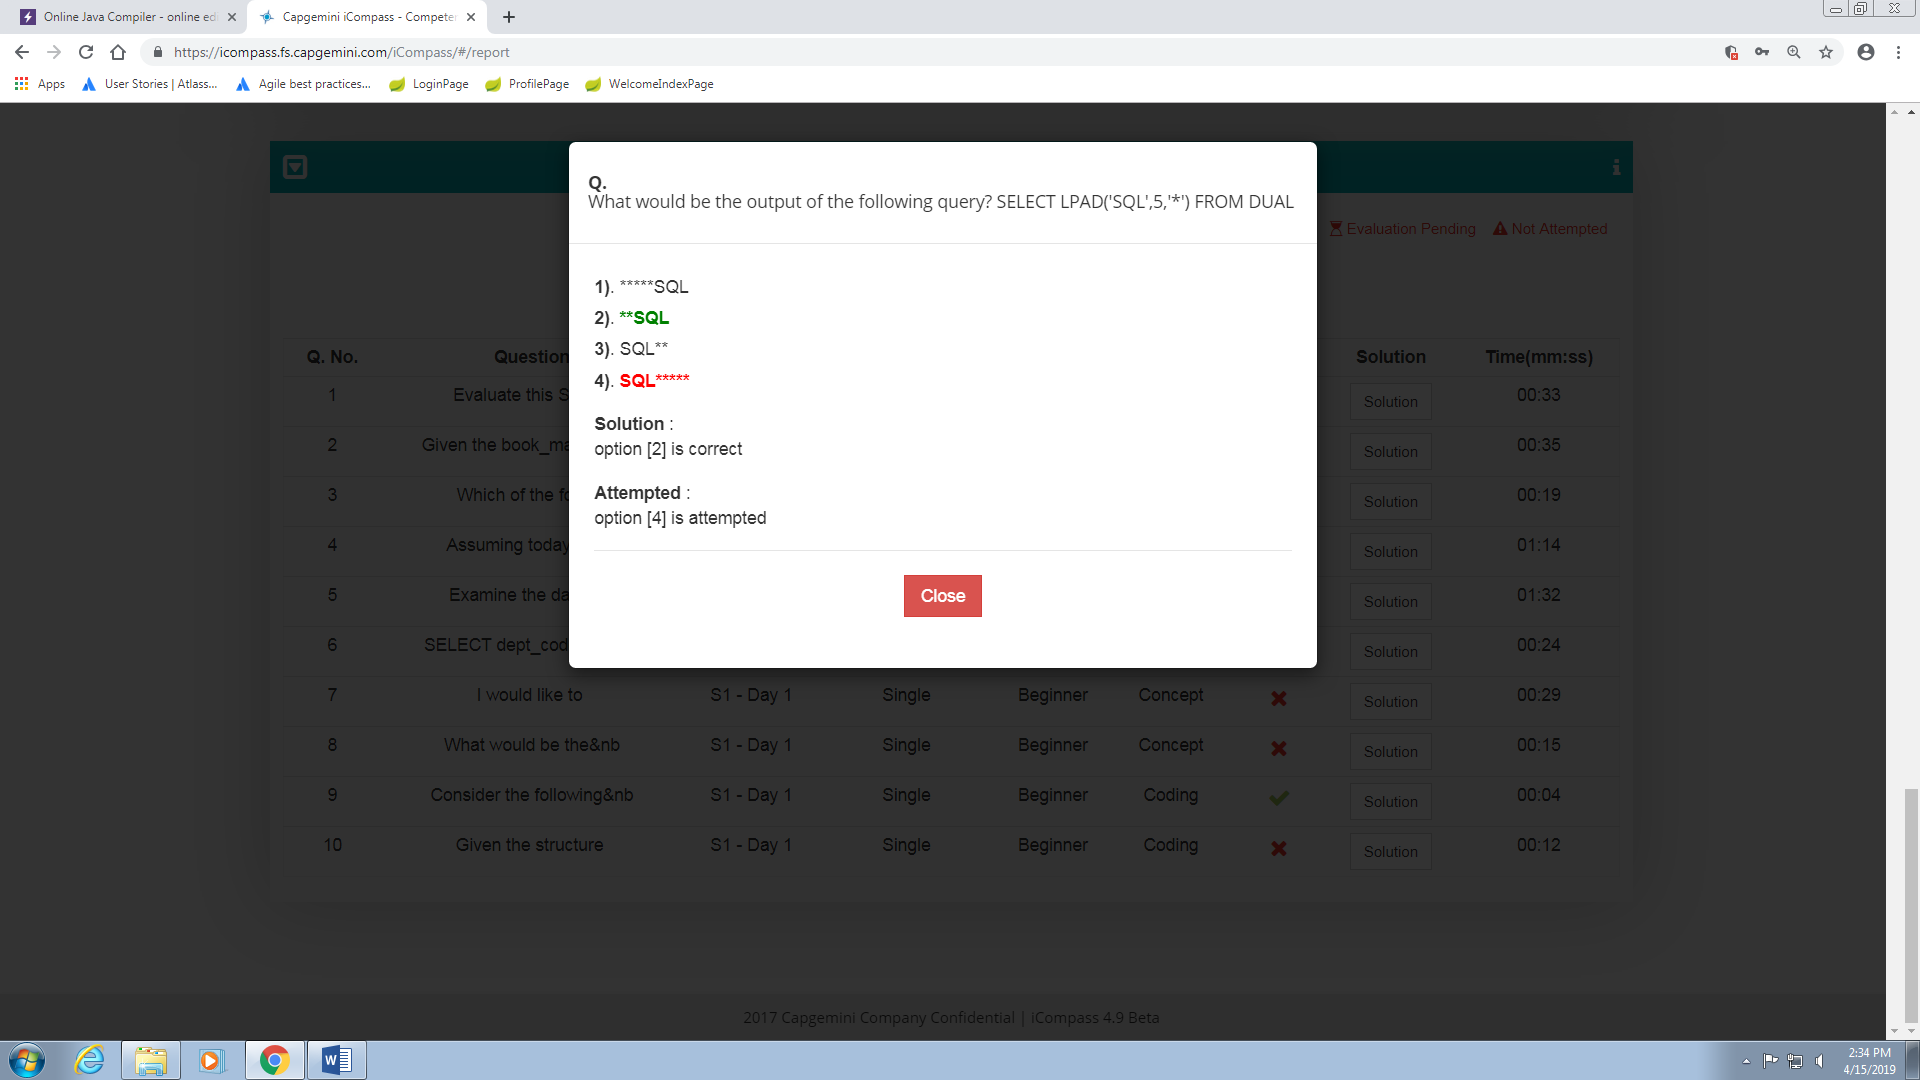 Online Java Compiler - online ed
Capgemini iCompass - Competer
https://icompass.fs.capgemini.com/iCompass/#/report
Apps
User Stories | Atlass...
Agile best practices...
LoginPage
ProfilePage
WelcomeIndexPage
Q.
What would be the output of the following query? SELECT LPAD('SQL',5,'*') FROM DUAL
Evaluation Pending
Not Attempted
1). *****SQL
2). **SQL
3). SQL**
4). SQL*****
Solution :
option [2] is correct
Attempted :
option [4] is attempted
Close
Q. No. Question Solution Time(mm:ss)
1 Evaluate this S Solution 00:33
2 Given the book_ma Solution 00:35
3 Which of the fo Solution 00:19
4 Assuming today Solution 01:14
5 Examine the da Solution 01:32
6 SELECT dept_cod Solution 00:24
7 I would like to S1 - Day 1 Single Beginner Concept Solution 00:29
8 What would be the&nb S1 - Day 1 Single Beginner Concept Solution 00:15
9 Consider the following&nb S1 - Day 1 Single Beginner Coding Solution 00:04
10 Given the structure S1 - Day 1 Single Beginner Coding Solution 00:12
2017 Capgemini Company Confidential | iCompass 4.9 Beta
2:34 PM
4/15/2019